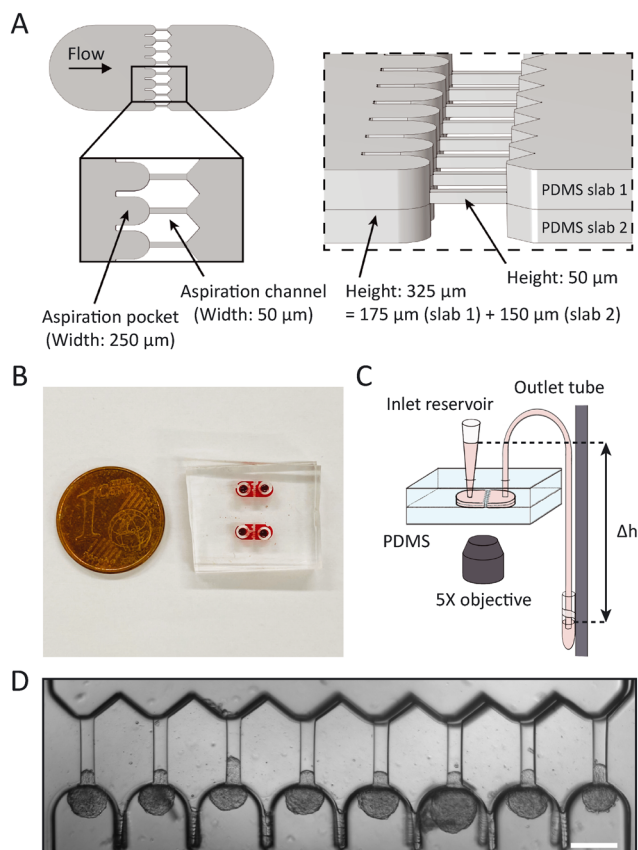 A
Flow
Aspiration pocket
(Width: 250 µm)
Aspiration channel
(Width: 50 µm)
PDMS slab 1
PDMS slab 2
Height: 325 µm
= 175 µm (slab 1) + 150 µm (slab 2)
Height: 50 µm
B
1
C
Outlet tube
Inlet reservoir
PDMS
5X objective
Δh
D